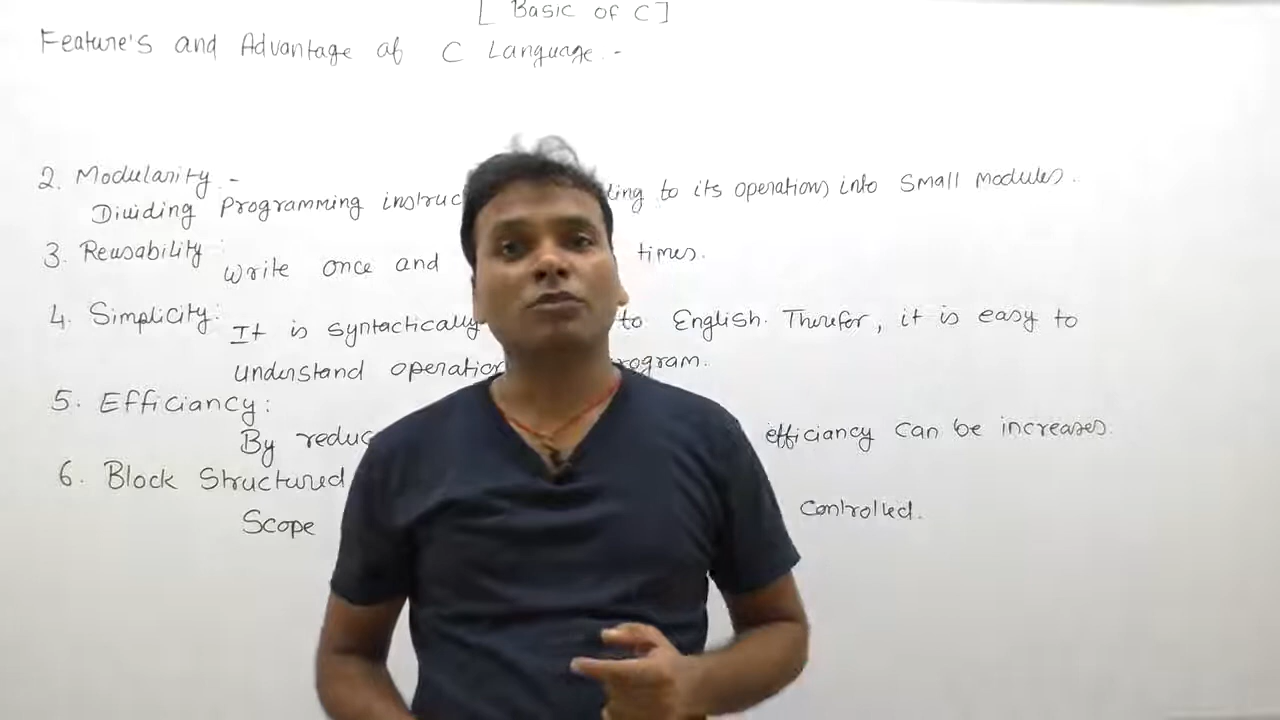 [ Basic of C ]
Feature's and Advantage of C Language. -
2. Modularity. -
Dividing Programming instruc ding to its operations into Small Modules.
3. Reusability :
Write once and times.
4. Simplicity:
It is Syntactically to English. Therefor, it is easy to
Understand operation rogram.
5. Efficiancy:
By reduc efficiancy can be increases.
6. Block Structured
Scope Controlled.